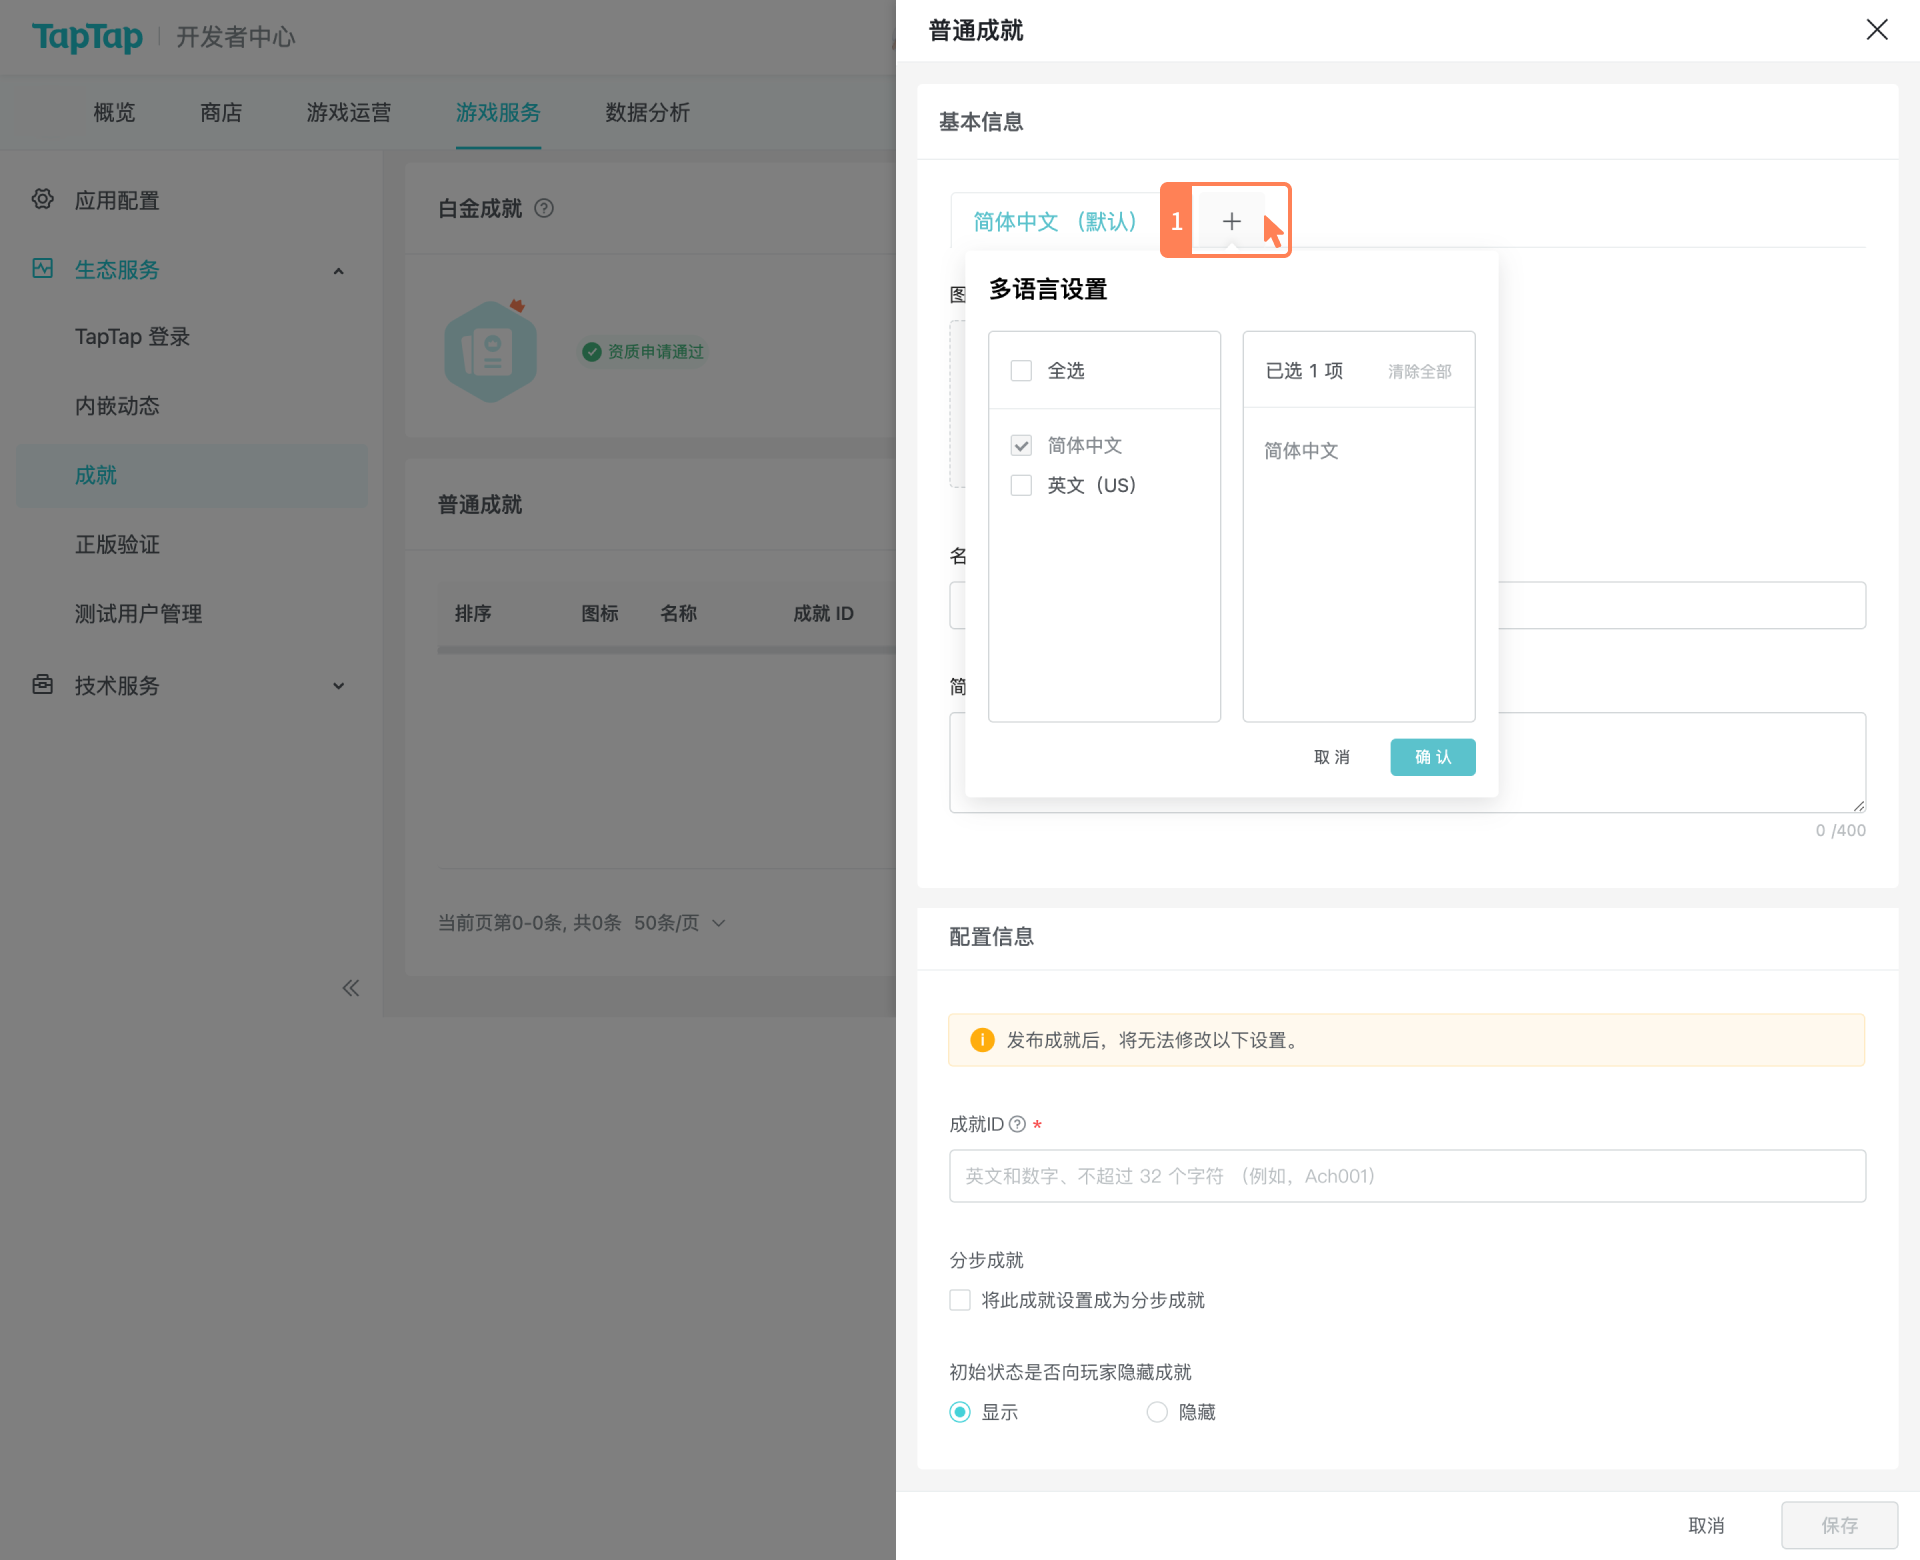 TapTap 开发者中心
概览 商店 游戏运营 游戏服务 数据分析
应用配置
生态服务
TapTap 登录
内嵌动态
成就
正版验证
测试用户管理
技术服务
白金成就
资质申请通过
普通成就
排序 图标 名称 成就 ID
当前页第0-0条, 共0条 50条/页
普通成就
基本信息
简体中文 （默认） 1
图
多语言设置
全选
简体中文
英文（US）
已选 1 项 清除全部
简体中文
名
简
取 消 确 认
0 /400
配置信息
发布成就后，将无法修改以下设置。
成就ID *
英文和数字、不超过 32 个字符 （例如，Ach001）
分步成就
将此成就设置成为分步成就
初始状态是否向玩家隐藏成就
显示 隐藏
取消 保存